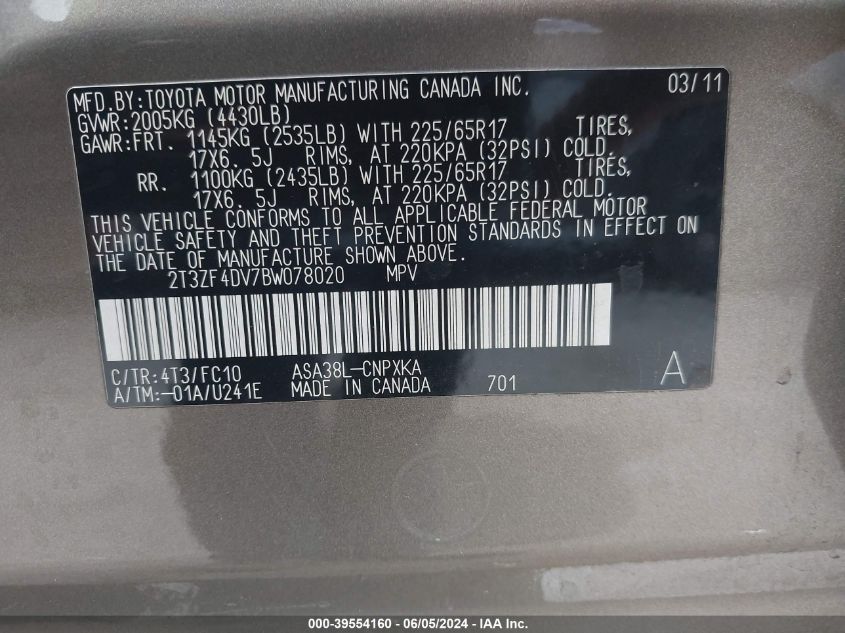 MFD.BY:TOYOTA MOTOR MANUFACTURING CANADA INC. 03/11
GVWR:2005KG (4430LB)
GAWR:FRT. 1145KG (2535LB) WITH 225/65R17 TIRES,
17X6.5J RIMS, AT 220KPA (32PSI) COLD.
RR. 1100KG (2435LB) WITH 225/65R17 TIRES,
17X6.5J RIMS, AT 220KPA (32PSI) COLD.
THIS VEHICLE CONFORMS TO ALL APPLICABLE FEDERAL MOTOR
VEHICLE SAFETY AND THEFT PREVENTION STANDARDS IN EFFECT ON
THE DATE OF MANUFACTURE SHOWN ABOVE.
2T3ZF4DV7BW078020 MPV
C/TR:4T3/FC10 ASA38L-CNPXKA
A/TM:-01A/U241E MADE IN CANADA 701 A
000-39554160 - 06/05/2024 - IAA Inc.